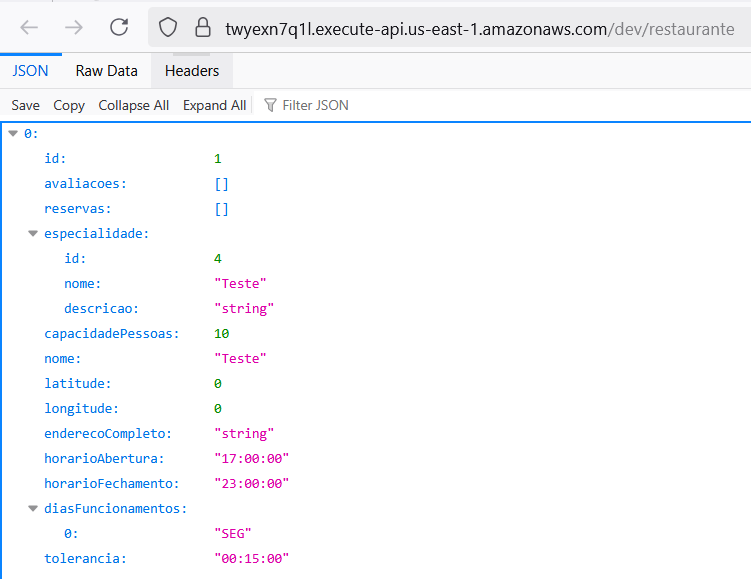 twyexn7q1l.execute-api.us-east-1.amazonaws.com/dev/restaurante
JSON Raw Data Headers
Save Copy Collapse All Expand All Filter JSON
0:
id: 1
avaliacoes: []
reservas: []
especialidade:
id: 4
nome: "Teste"
descricao: "string"
capacidadePessoas: 10
nome: "Teste"
latitude: 0
longitude: 0
enderecoCompleto: "string"
horarioAbertura: "17:00:00"
horarioFechamento: "23:00:00"
diasFuncionamentos:
0: "SEG"
tolerancia: "00:15:00"